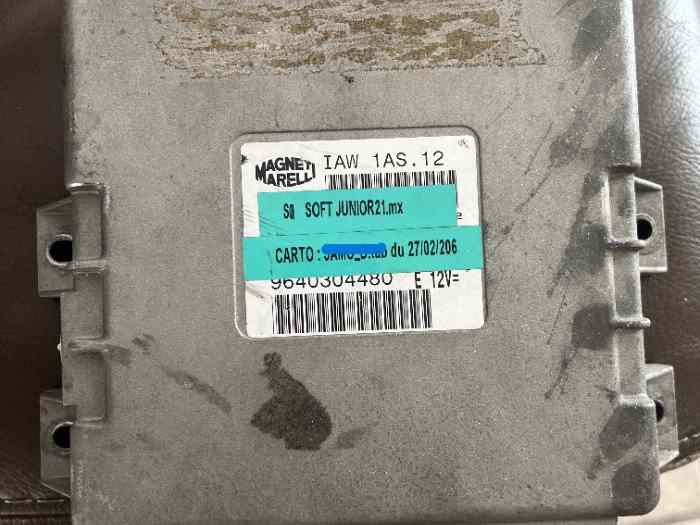 MAGNETI MARELLI
IAW 1AS.12
SOFT JUNIOR21.mx
CARTO : du 27/02/206
9640304480 E 12V=